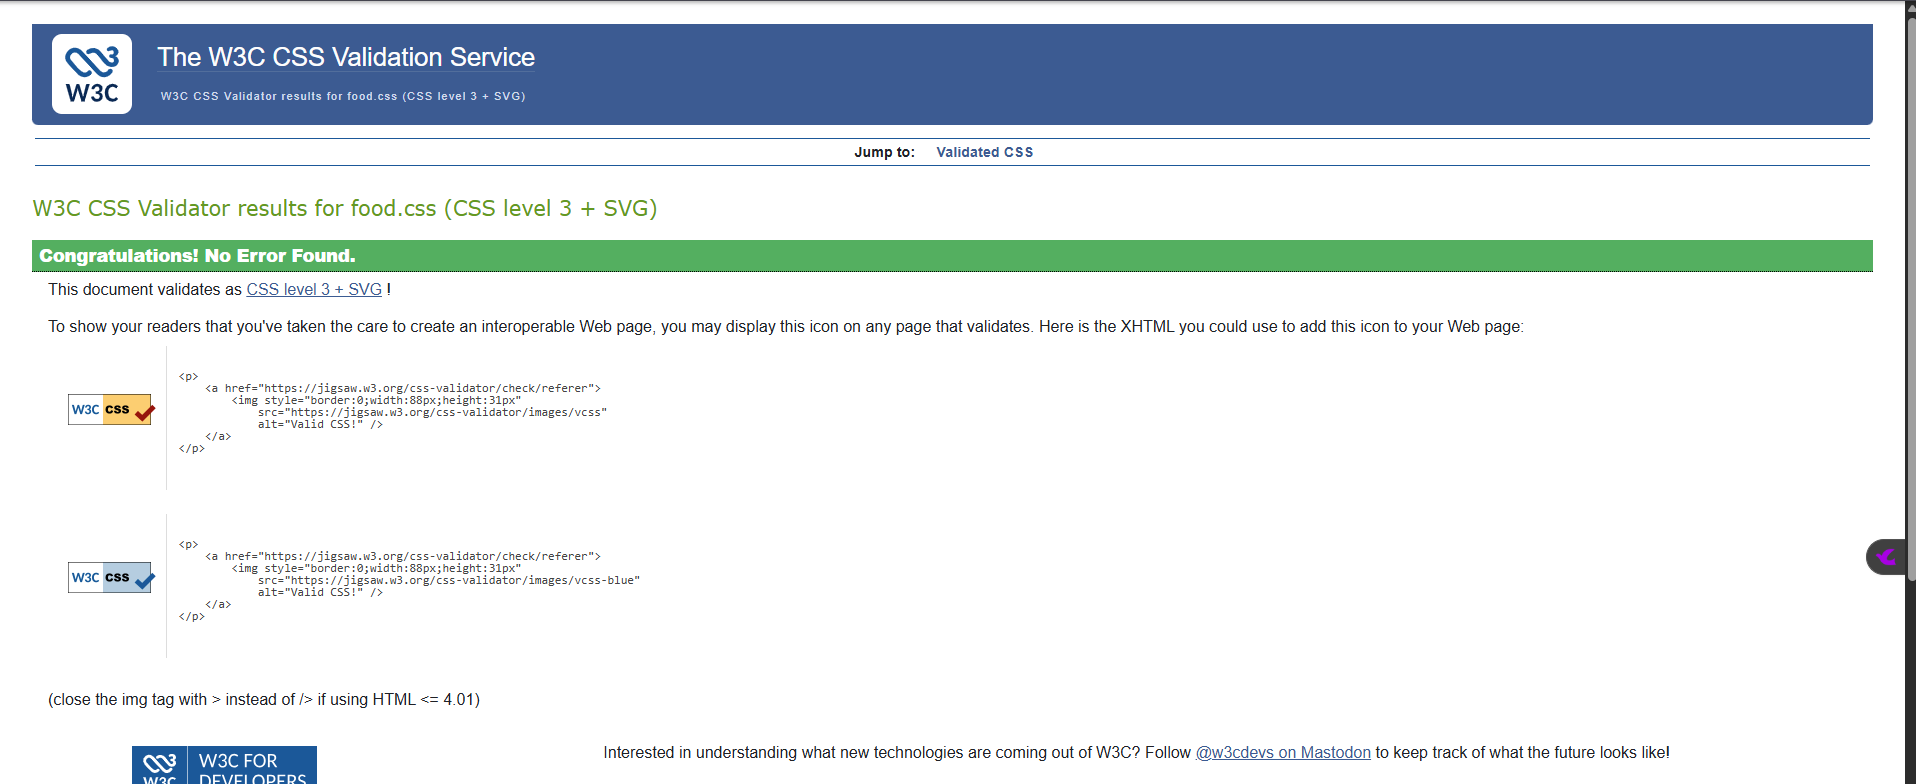 W3C
The W3C CSS Validation Service
W3C CSS Validator results for food.css (CSS level 3 + SVG)
Jump to: Validated CSS
W3C CSS Validator results for food.css (CSS level 3 + SVG)
Congratulations! No Error Found.
This document validates as CSS level 3 + SVG !
To show your readers that you've taken the care to create an interoperable Web page, you may display this icon on any page that validates. Here is the XHTML you could use to add this icon to your Web page:
W3C css
<p>
    <a href="https://jigsaw.w3.org/css-validator/check/referer">
        <img style="border:0;width:88px;height:31px"
            src="https://jigsaw.w3.org/css-validator/images/vcss"
            alt="Valid CSS!" />
    </a>
</p>
W3C css
<p>
    <a href="https://jigsaw.w3.org/css-validator/check/referer">
        <img style="border:0;width:88px;height:31px"
            src="https://jigsaw.w3.org/css-validator/images/vcss-blue"
            alt="Valid CSS!" />
    </a>
</p>
(close the img tag with > instead of /> if using HTML <= 4.01)
W3C
W3C FOR
DEVELOPERS
Interested in understanding what new technologies are coming out of W3C? Follow @w3cdevs on Mastodon to keep track of what the future looks like!